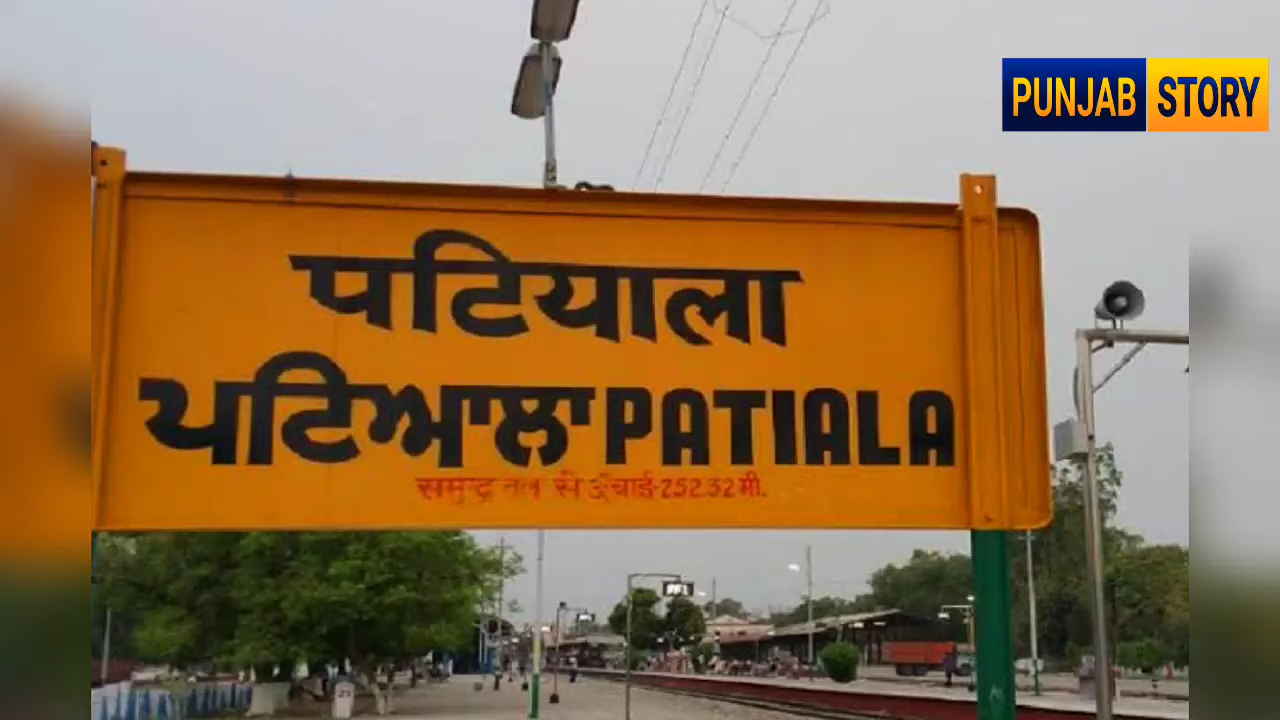 PUNJAB STORY
पटियाला
ਪਟਿਆਲਾ PATIALA
समुन्द्र तल से ऊंचाई-252.32 मी.